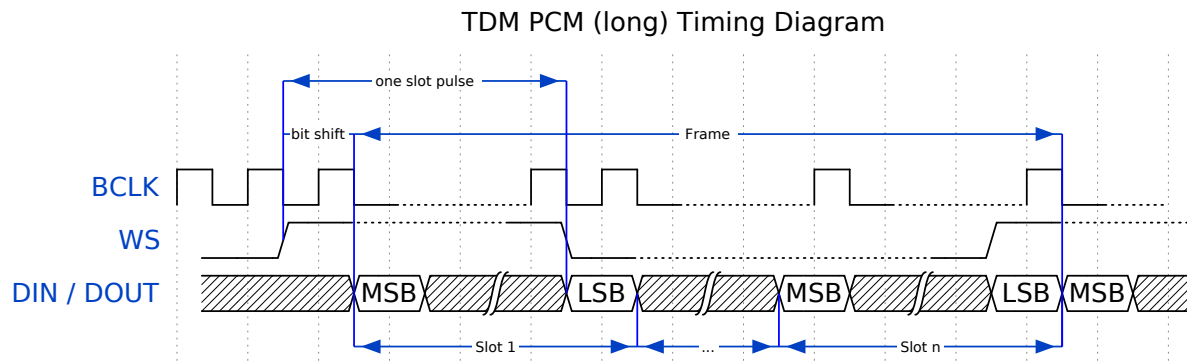 TDM PCM (long) Timing Diagram
one slot pulse
bit shift
Frame
BCLK
WS
DIN / DOUT
MSB
LSB
MSB
LSB
MSB
Slot 1
...
Slot n